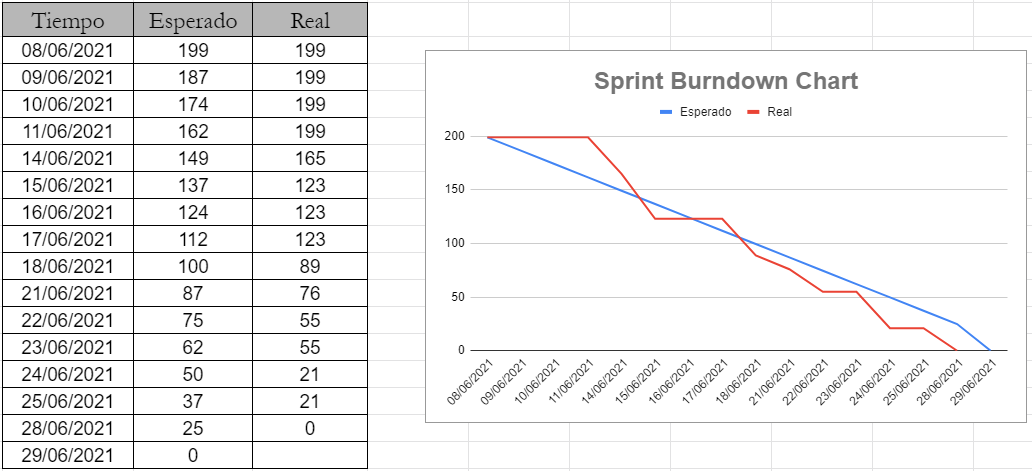 Tiempo Esperado Real
08/06/2021 199 199
09/06/2021 187 199
10/06/2021 174 199
11/06/2021 162 199
14/06/2021 149 165
15/06/2021 137 123
16/06/2021 124 123
17/06/2021 112 123
18/06/2021 100 89
21/06/2021 87 76
22/06/2021 75 55
23/06/2021 62 55
24/06/2021 50 21
25/06/2021 37 21
28/06/2021 25 0
29/06/2021 0
Sprint Burndown Chart
Esperado Real
200
150
100
50
0
08/06/2021
09/06/2021
10/06/2021
11/06/2021
14/06/2021
15/06/2021
16/06/2021
17/06/2021
18/06/2021
21/06/2021
22/06/2021
23/06/2021
24/06/2021
25/06/2021
28/06/2021
29/06/2021